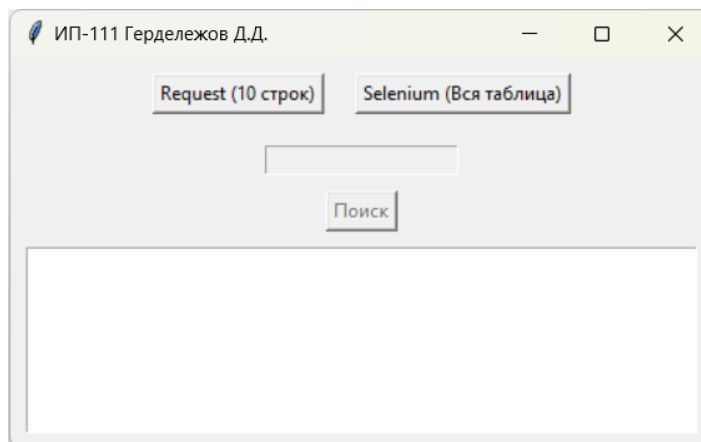 ИП-111 Гердележов Д.Д.
Request (10 строк) Selenium (Вся таблица)
Поиск